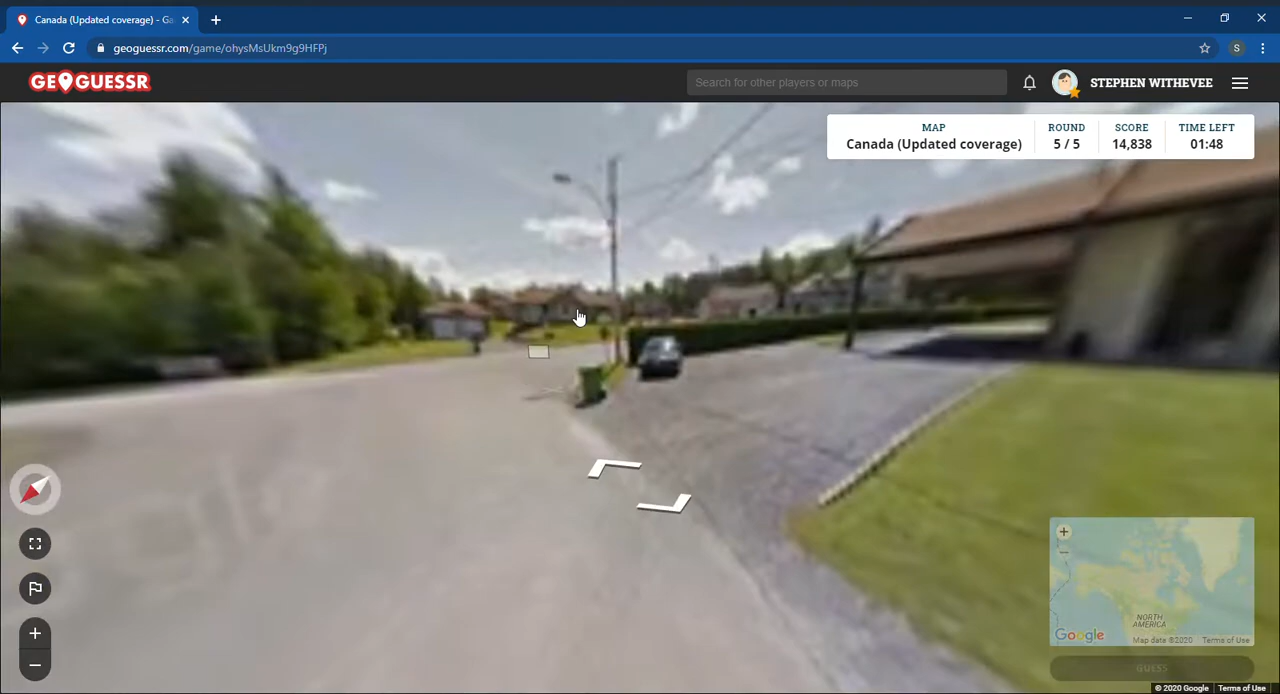 Canada (Updated coverage) - Ge
geoguessr.com/game/ohysMsUkm9g9HFPj
S
GEOGUESSR
Search for other players or maps
STEPHEN WITHEVEE
MAP
Canada (Updated coverage)
ROUND
5 / 5
SCORE
14,838
TIME LEFT
01:48
NORTH
AMERICA
Google
Map data ©2020
Terms of Use
GUESS
© 2020 Google
Terms of Use